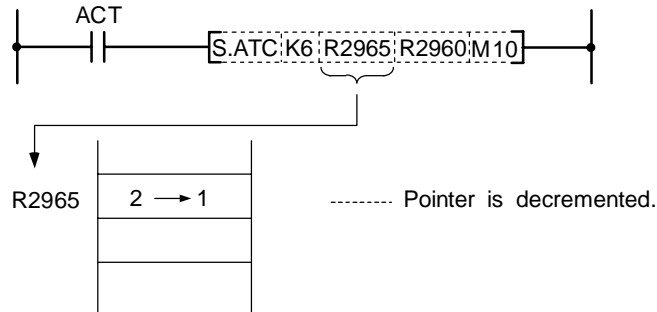 ACT
S.ATC K6 R2965 R2960 M10
R2965 2 → 1 -------- Pointer is decremented.